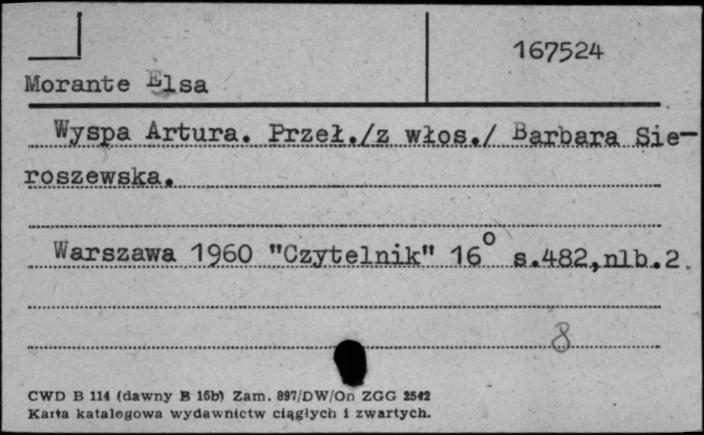 167524
Morante Elsa
Wyspa Artura. Przeł./z włos./ Barbara Sie-
roszewska.
Warszawa 1960 "Czytelnik" 16° s.482,nlb.2.
8
CWD B 114 (dawny B 16b) Zam. 897/DW/On ZGG 2542
Karta katalogowa wydawnictw ciągłych i zwartych.